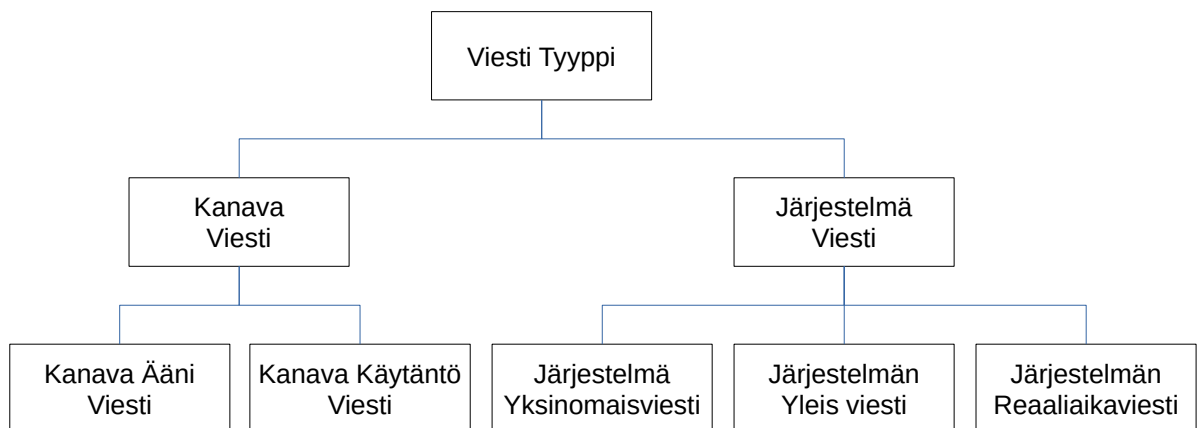 Viesti Tyyppi
Kanava
Viesti
Järjestelmä
Viesti
Kanava Ääni
Viesti
Kanava Käytäntö
Viesti
Järjestelmä
Yksinomaisviesti
Järjestelmän
Yleis viesti
Järjestelmän
Reaaliaikaviesti